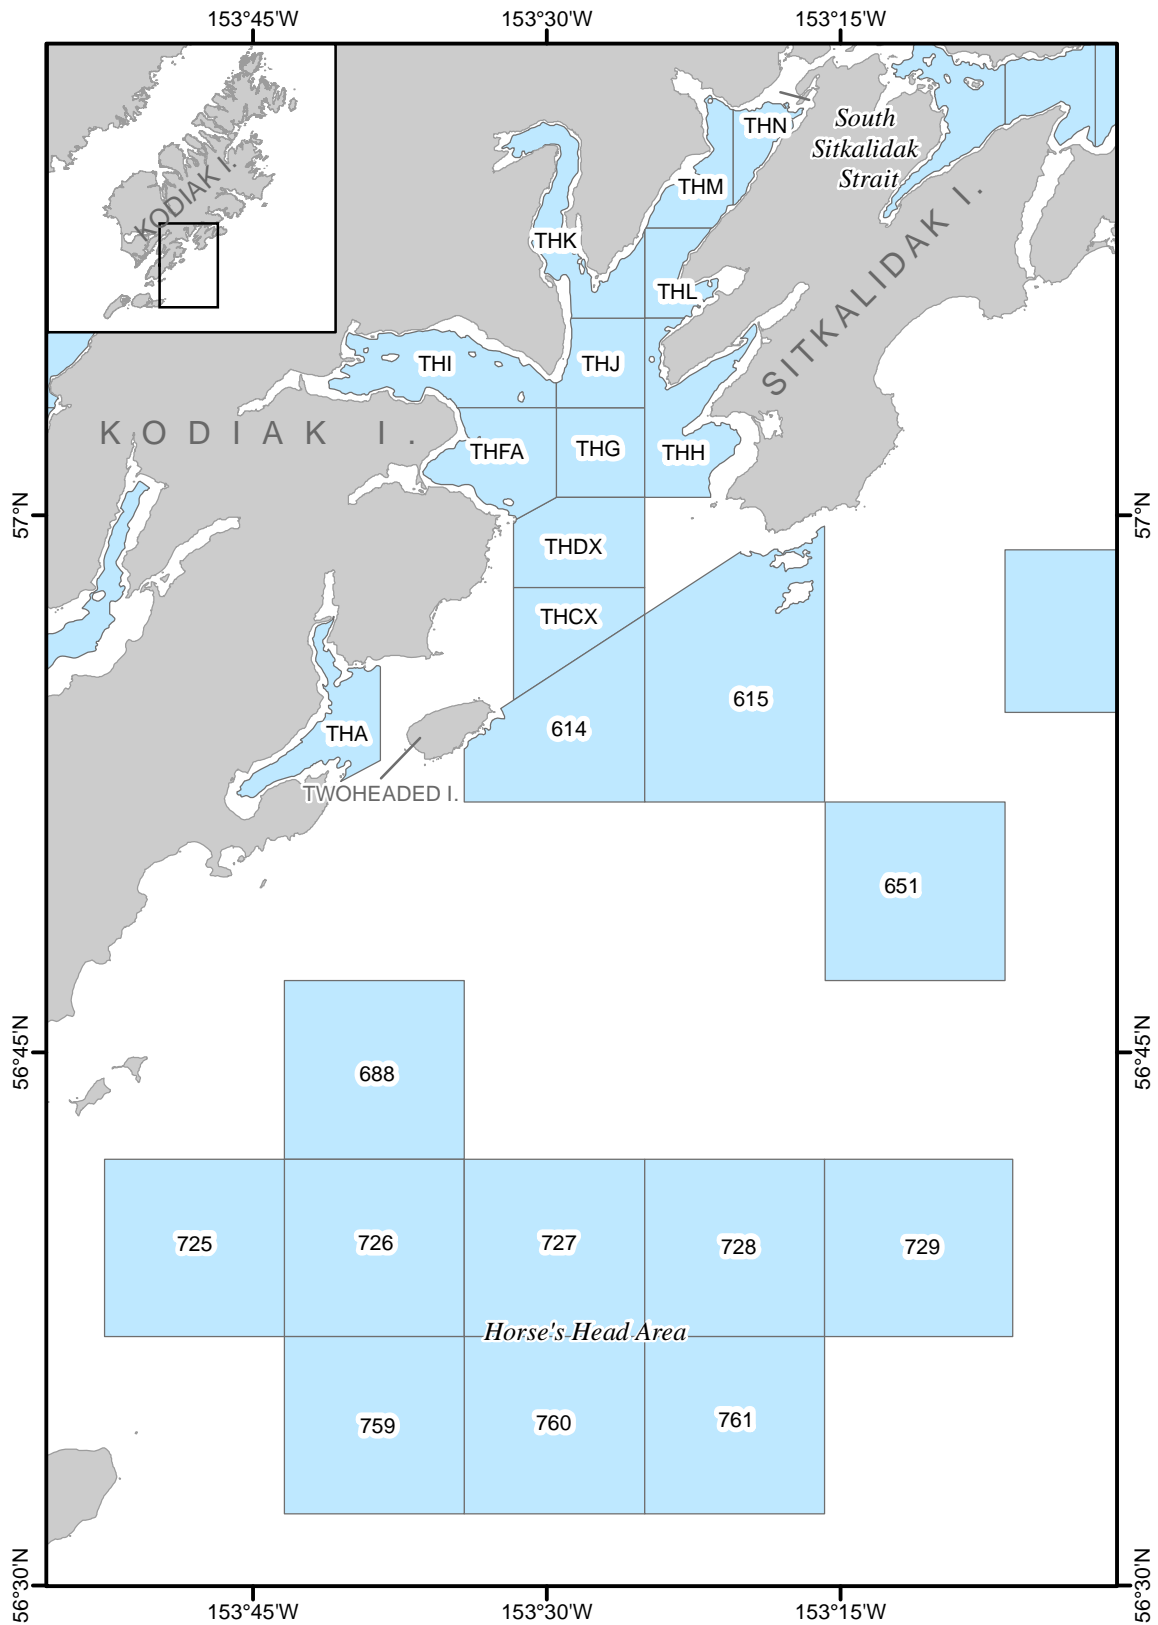 153°45'W
153°30'W
153°15'W
KODIAK I.
THN
South
Sitkalidak
Strait
THM
THK
THL
SITKALIDAK I.
THI
THJ
KODIAK I.
THFA
THG
THH
57°N
57°N
THDX
THCX
615
614
THA
TWOHEADED I.
651
56°45'N
56°45'N
688
725
726
727
728
729
Horse's Head Area
759
760
761
56°30'N
56°30'N
153°45'W
153°30'W
153°15'W